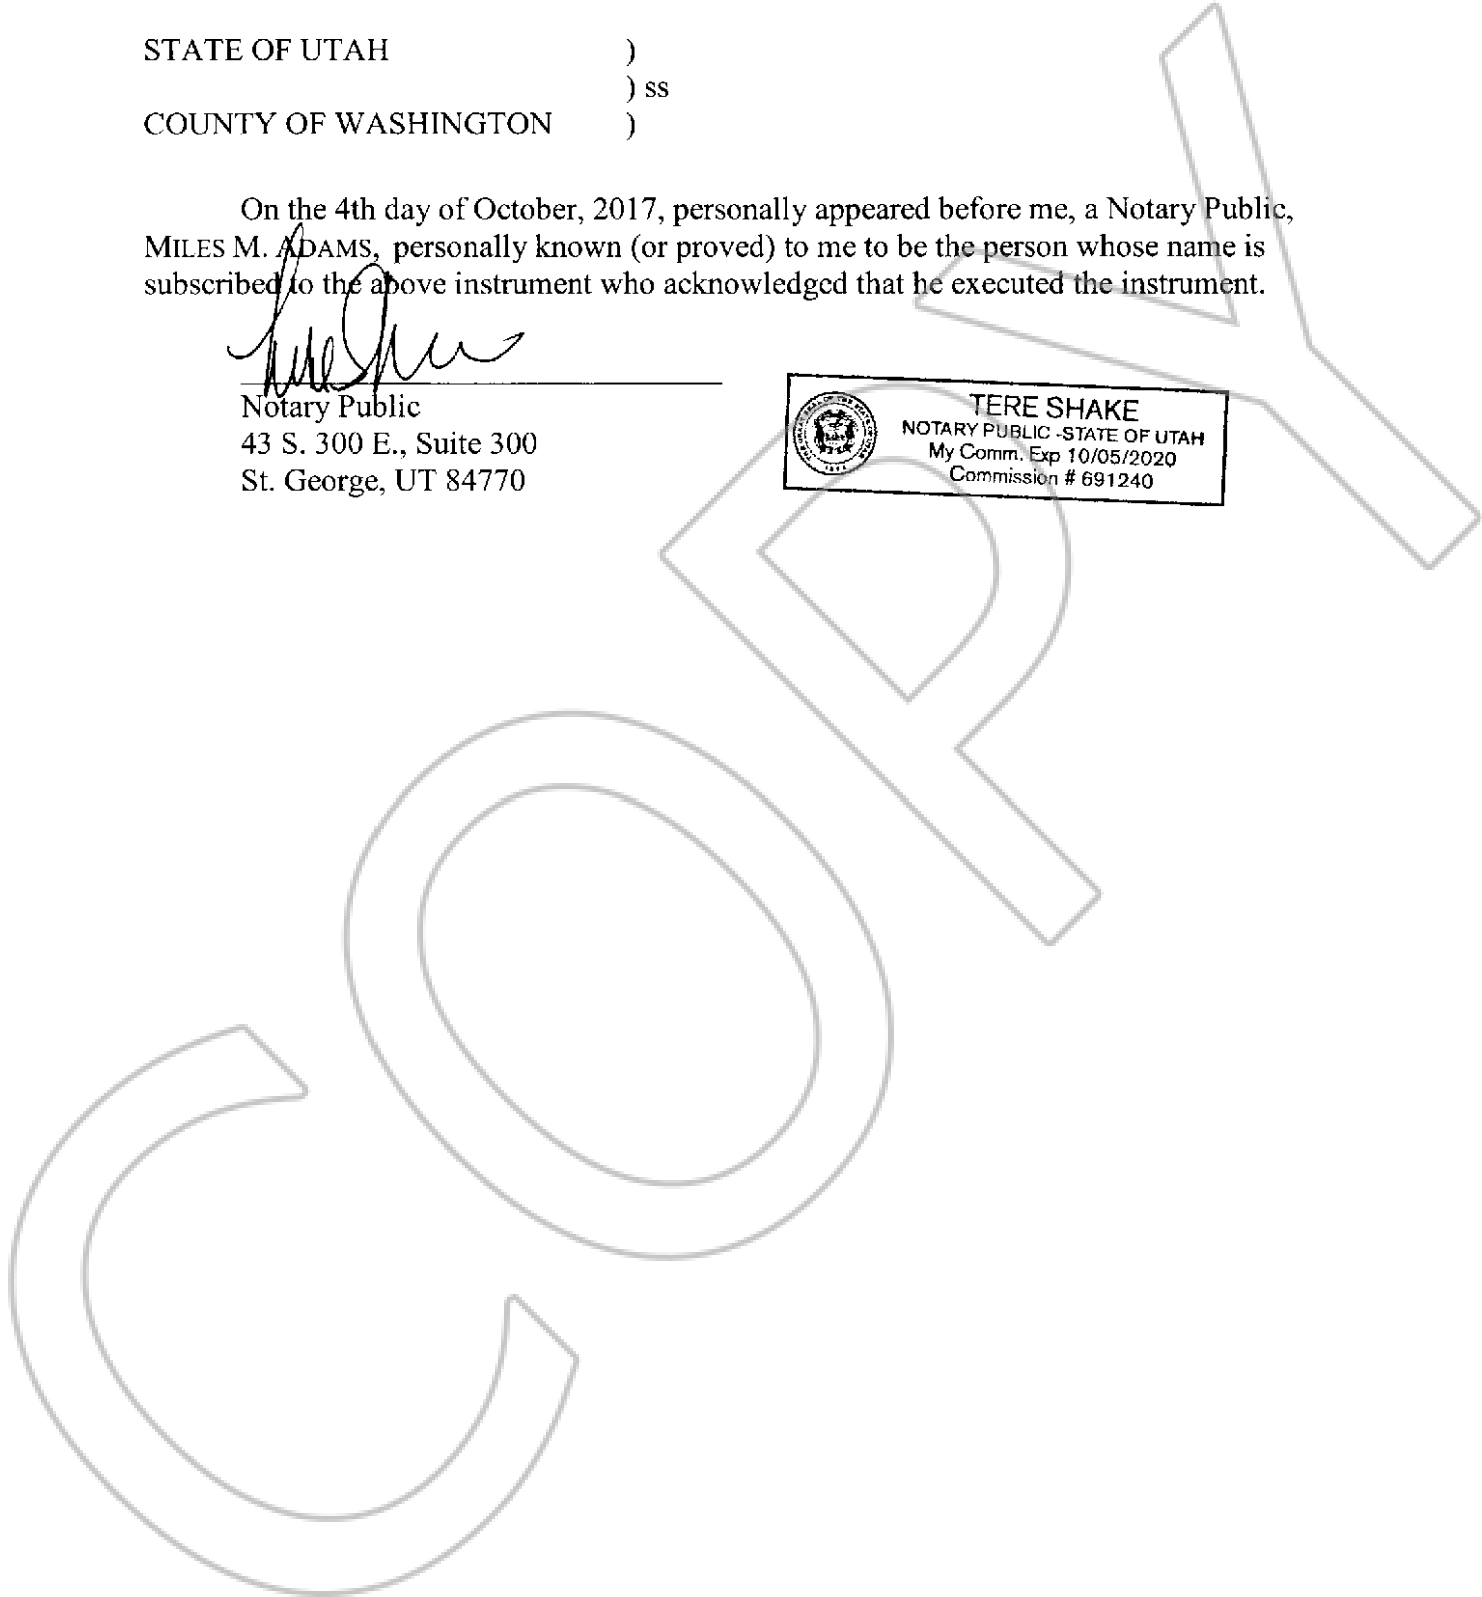 STATE OF UTAH )
) ss
COUNTY OF WASHINGTON )
On the 4th day of October, 2017, personally appeared before me, a Notary Public,
MILES M. ADAMS, personally known (or proved) to me to be the person whose name is
subscribed to the above instrument who acknowledged that he executed the instrument.
Notary Public
43 S. 300 E., Suite 300
St. George, UT 84770
TERE SHAKE
NOTARY PUBLIC -STATE OF UTAH
My Comm. Exp 10/05/2020
Commission # 691240
COPY